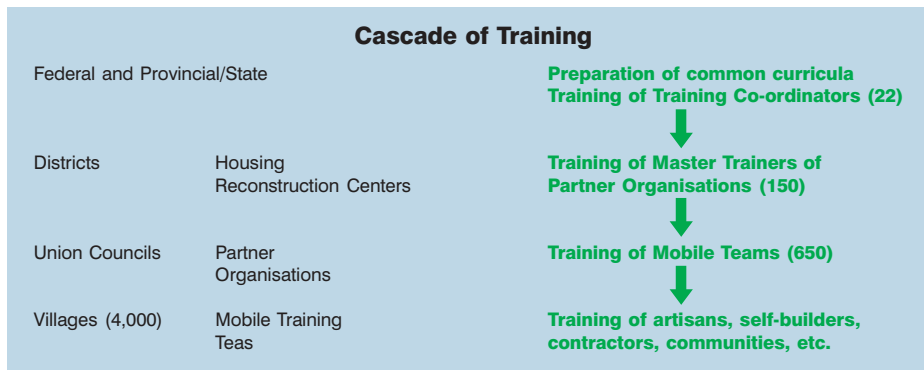 Cascade of Training
Federal and Provincial/State
Preparation of common curricula
Training of Training Co-ordinators (22)
Districts
Housing
Reconstruction Centers
Training of Master Trainers of
Partner Organisations (150)
Union Councils
Partner
Organisations
Training of Mobile Teams (650)
Villages (4,000)
Mobile Training
Teas
Training of artisans, self-builders,
contractors, communities, etc.